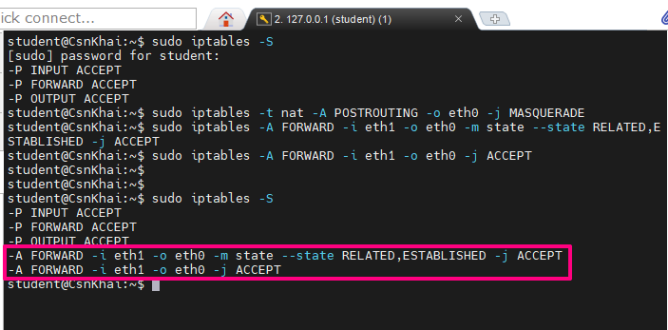 ick connect...
2. 127.0.0.1 (student) (1)
student@CsnKhai:~$ sudo iptables -S
[sudo] password for student:
-P INPUT ACCEPT
-P FORWARD ACCEPT
-P OUTPUT ACCEPT
student@CsnKhai:~$ sudo iptables -t nat -A POSTROUTING -o eth0 -j MASQUERADE
student@CsnKhai:~$ sudo iptables -A FORWARD -i eth1 -o eth0 -m state --state RELATED,E
STABLISHED -j ACCEPT
student@CsnKhai:~$ sudo iptables -A FORWARD -i eth1 -o eth0 -j ACCEPT
student@CsnKhai:~$
student@CsnKhai:~$
student@CsnKhai:~$ sudo iptables -S
-P INPUT ACCEPT
-P FORWARD ACCEPT
-P OUTPUT ACCEPT
-A FORWARD -i eth1 -o eth0 -m state --state RELATED,ESTABLISHED -j ACCEPT
-A FORWARD -i eth1 -o eth0 -j ACCEPT
student@CsnKhai:~$